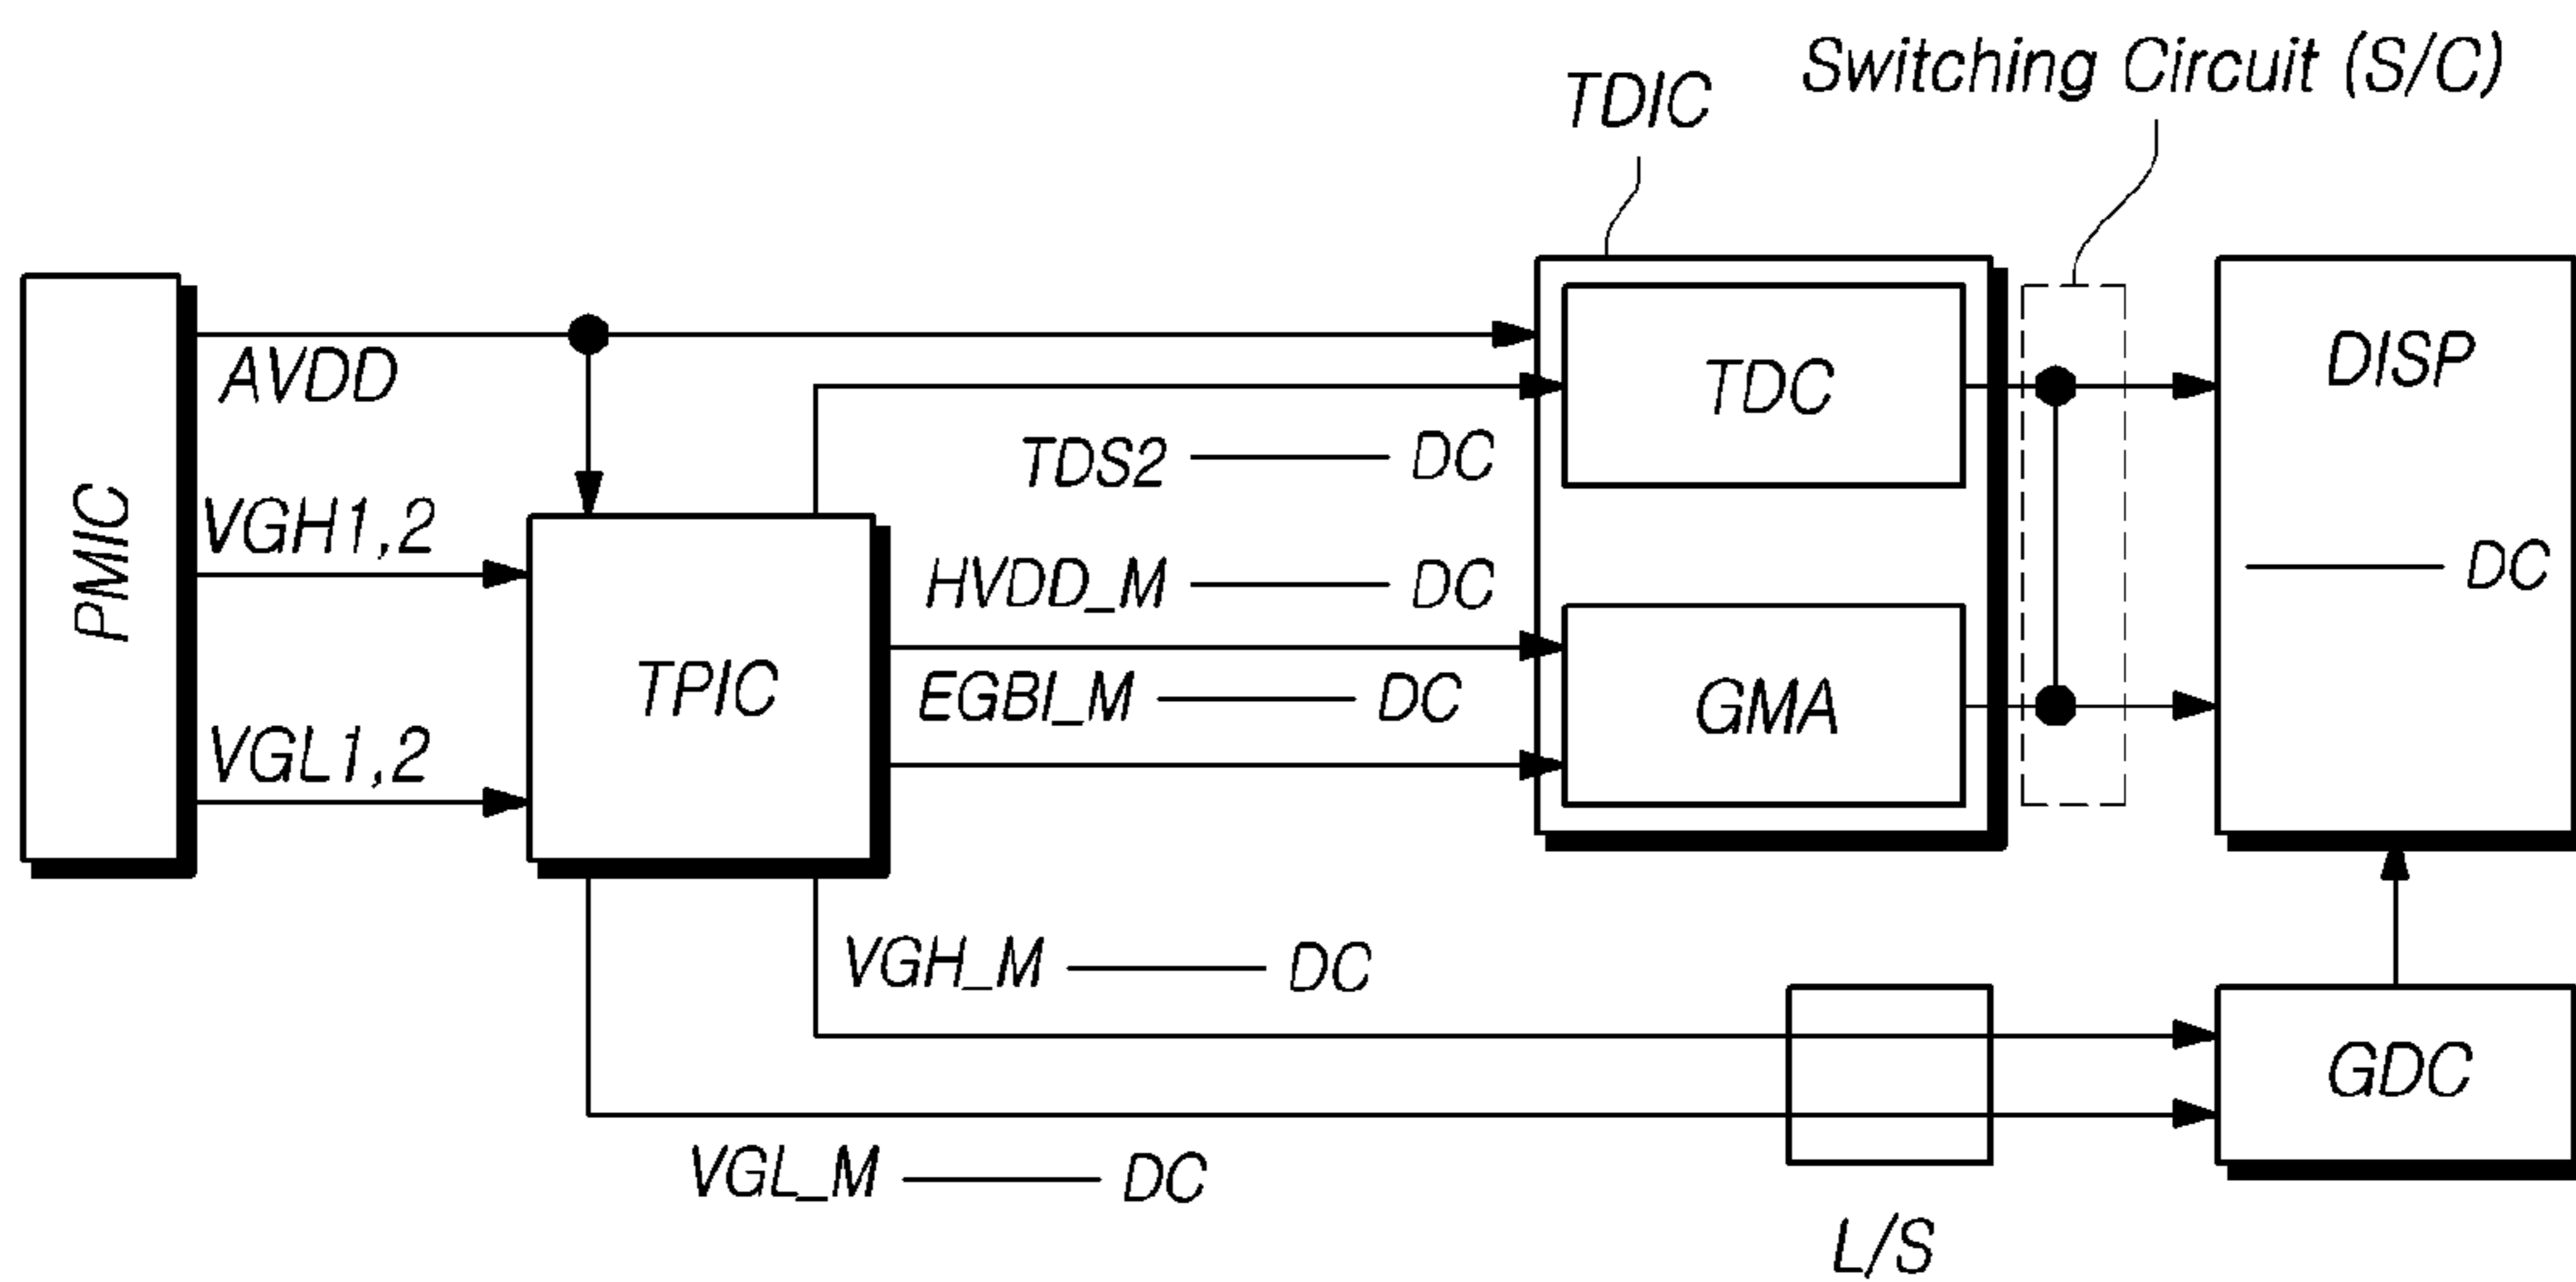 Switching Circuit (S/C)
TDIC
PMIC
AVDD
VGH1,2
VGL1,2
TPIC
TDS2 DC
HVDD_M DC
EGBI_M DC
TDC
GMA
DISP
DC
VGH_M DC
VGL_M DC
L/S
GDC